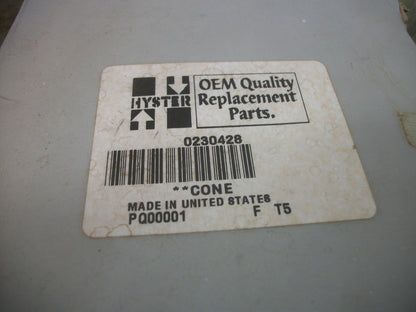 HYSTER
OEM Quality
Replacement
Parts.
0230428
**CONE
MADE IN UNITED STATES
PQ00001 F T5